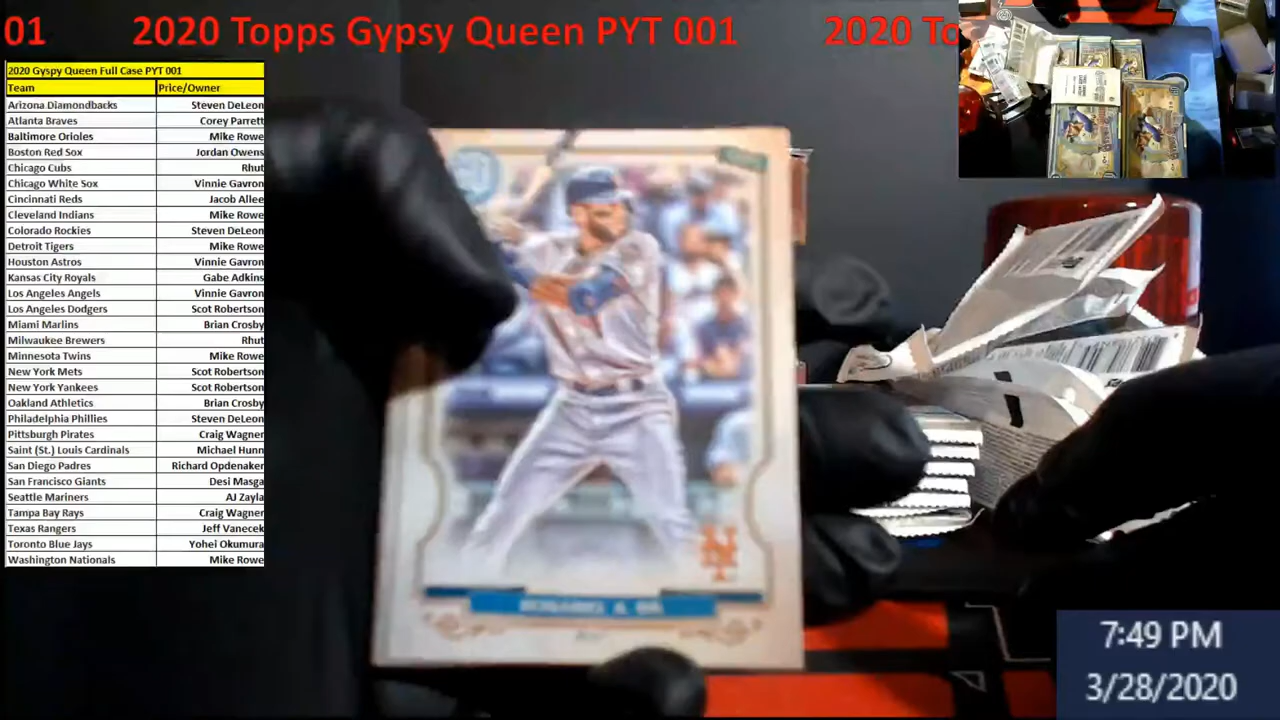 01 2020 Topps Gypsy Queen PYT 001 2020 To
2020 Gyspy Queen Full Case PYT 001
Team Price/Owner
Arizona Diamondbacks Steven DeLeon
Atlanta Braves Corey Parrett
Baltimore Orioles Mike Rowe
Boston Red Sox Jordan Owens
Chicago Cubs Rhut
Chicago White Sox Vinnie Gavron
Cincinnati Reds Jacob Allee
Cleveland Indians Mike Rowe
Colorado Rockies Steven DeLeon
Detroit Tigers Mike Rowe
Houston Astros Vinnie Gavron
Kansas City Royals Gabe Adkins
Los Angeles Angels Vinnie Gavron
Los Angeles Dodgers Scot Robertson
Miami Marlins Brian Crosby
Milwaukee Brewers Rhut
Minnesota Twins Mike Rowe
New York Mets Scot Robertson
New York Yankees Scot Robertson
Oakland Athletics Brian Crosby
Philadelphia Phillies Steven DeLeon
Pittsburgh Pirates Craig Wagner
Saint (St.) Louis Cardinals Michael Hunn
San Diego Padres Richard Opdenaker
San Francisco Giants Desi Masga
Seattle Mariners AJ Zayla
Tampa Bay Rays Craig Wagner
Texas Rangers Jeff Vanecek
Toronto Blue Jays Yohei Okumura
Washington Nationals Mike Rowe
NY
7:49 PM
3/28/2020